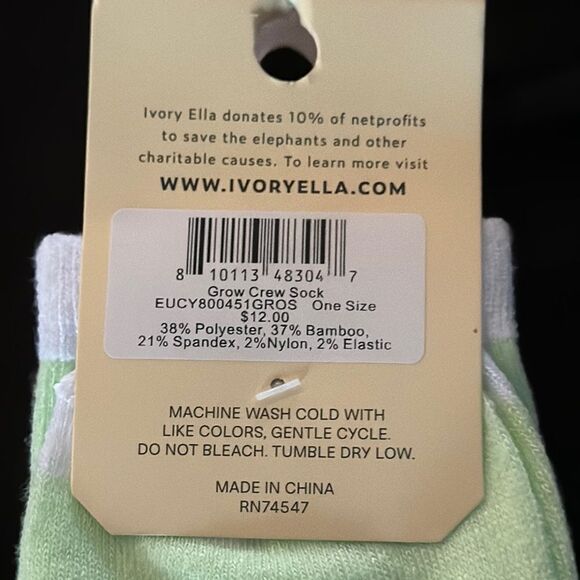 Ivory Ella donates 10% of netprofits
to save the elephants and other
charitable causes. To learn more visit
WWW.IVORYELLA.COM
8 10113 48304 7
Grow Crew Sock
EUCY800451GROS One Size
$12.00
38% Polyester, 37% Bamboo,
21% Spandex, 2%Nylon, 2% Elastic
MACHINE WASH COLD WITH
LIKE COLORS, GENTLE CYCLE.
DO NOT BLEACH. TUMBLE DRY LOW.
MADE IN CHINA
RN74547